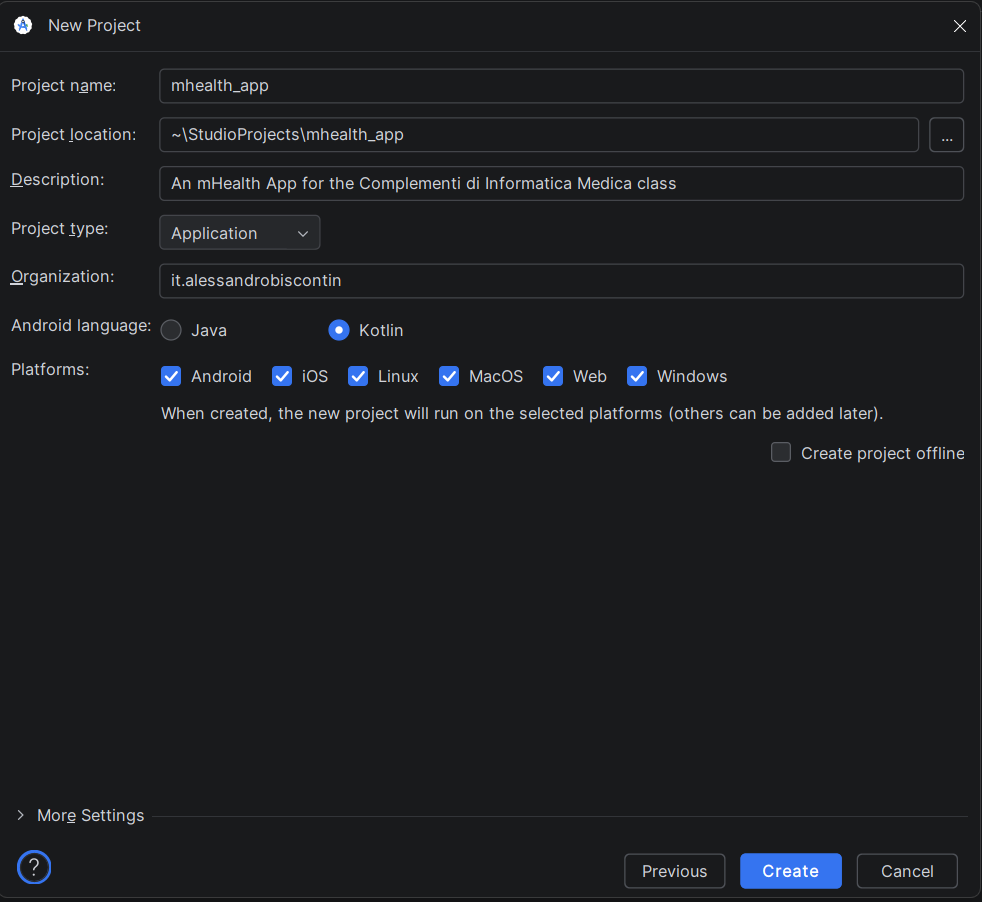 New Project
Project name: mhealth_app
Project location: ~\StudioProjects\mhealth_app ...
Description: An mHealth App for the Complementi di Informatica Medica class
Project type: Application
Organization: it.alessandrobiscontin
Android language: Java Kotlin
Platforms: Android iOS Linux MacOS Web Windows
When created, the new project will run on the selected platforms (others can be added later).
Create project offline
More Settings
? Previous Create Cancel